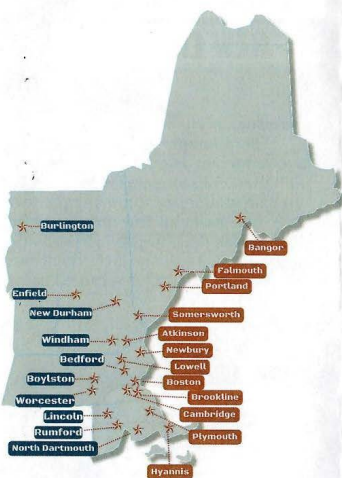 Burlington
Bangor
Falmouth
Enfield
Portland
New Durham
Somersworth
Atkinson
Windham
Newbury
Bedford
Lowell
Boylston
Boston
Worcester
Brookline
Lincoln
Cambridge
Rumford
Plymouth
North Dartmouth
Hyannis